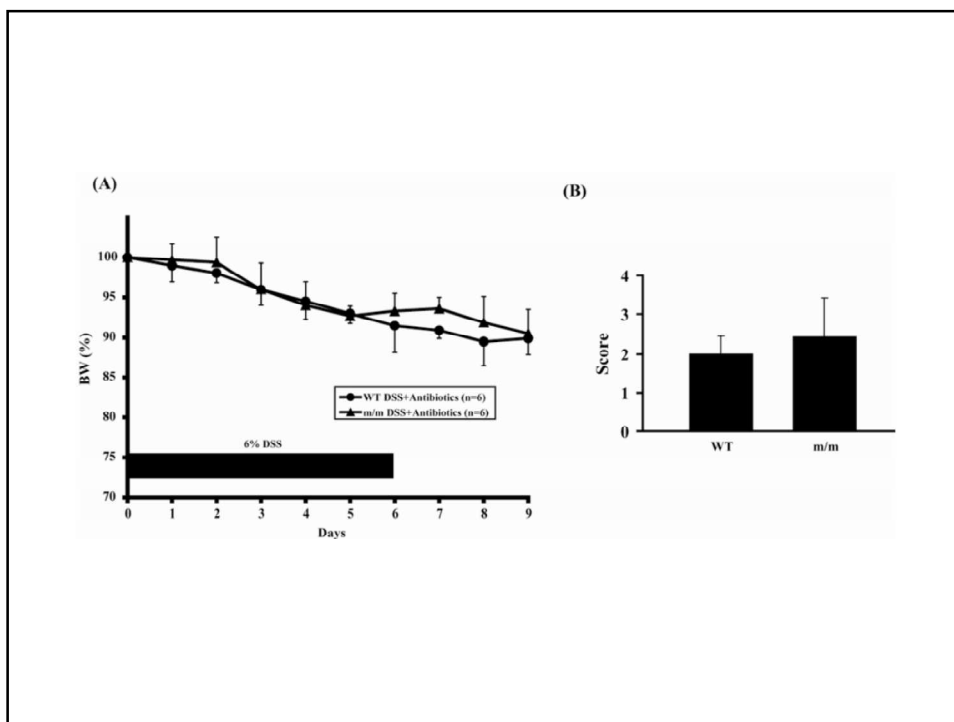 (A)
100
95
90
85
80
75
70
BW (%)
WT DSS+Antibiotics (n=6)
m/m DSS+Antibiotics (n=6)
6% DSS
0 1 2 3 4 5 6 7 8 9
Days
(B)
4
3
2
1
0
Score
WT m/m